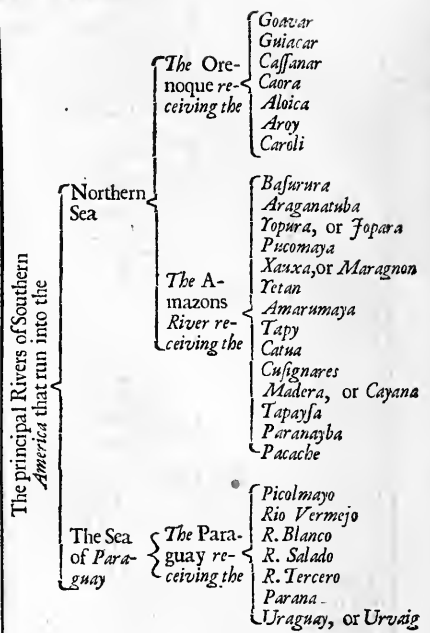 The principal Rivers of Southern
America that run into the
Northern
Sea
The Ore-
noque re-
ceiving the
Goavar
Guiacar
Caſſanar
Caora
Aloica
Aroy
Caroli
The A-
mazons
River re-
ceiving the
Baſurura
Araganatuba
Yopura, or Jopara
Pucomaya
Xauxa, or Maragnon
Yetan
Amarumaya
Tapy
Catua
Cuſignares
Madera, or Cayana
Tapayſa
Paranayba
Pacache
The Sea
of Para-
guay
The Para-
guay re-
ceiving the
Picolmayo
Rio Vermejo
R. Blanco
R. Salado
R. Tercero
Parana
Uraguay, or Urvaig